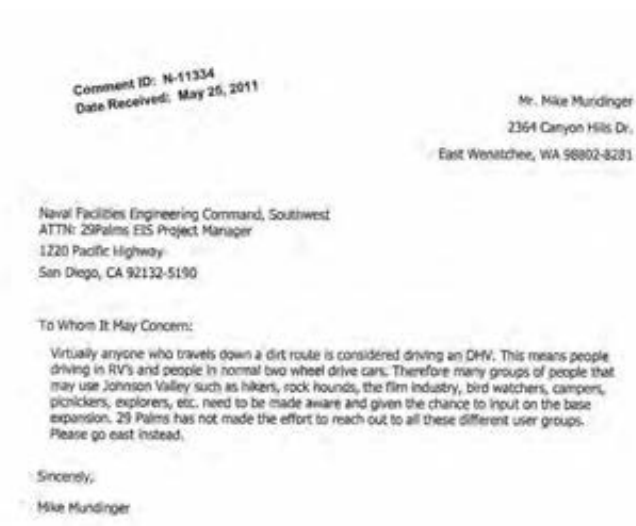 Comment ID: N-11334
Date Received: May 25, 2011
Mr. Mike Mundinger
2364 Canyon Hills Dr.
East Wenatchee, WA 98802-8281
Naval Facilities Engineering Command, Southwest
ATTN: 29Palms EIS Project Manager
1220 Pacific Highway
San Diego, CA 92132-5190
To Whom It May Concern:
Virtually anyone who travels down a dirt route is considered driving an OHV. This means people
driving in RV's and people in normal two wheel drive cars. Therefore many groups of people that
may use Johnson Valley such as hikers, rock hounds, the film industry, bird watchers, campers,
picnickers, explorers, etc. need to be made aware and given the chance to input on the base
expansion. 29 Palms has not made the effort to reach out to all these different user groups.
Please go east instead.
Sincerely,
Mike Mundinger